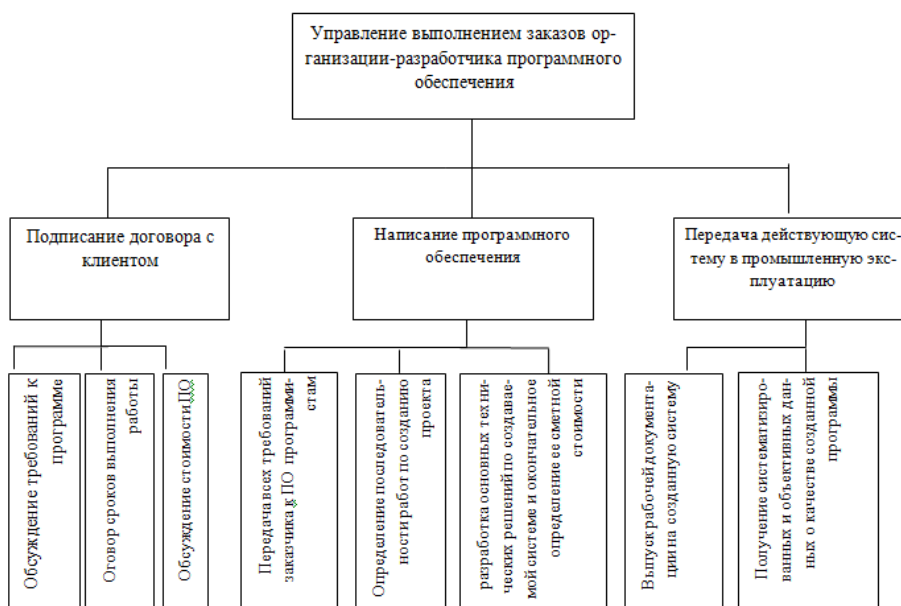 Управление выполнением заказов ор-
ганизации-разработчика программного
обеспечения
Подписание договора с
клиентом
Написание программного
обеспечения
Передача действующую сис-
тему в промышленную экс-
плуатацию
Обсуждение требований к
программе
Оговор сроков выполнения
работы
Обсуждение стоимости ПО
Передача всех требований
заказчика к ПО программи-
стам
Определение последователь-
ности работ по созданию
проекта
разработка основных техни-
ческих решений по создавае-
мой системе и окончательное
определение ее сметной
стоимости
Выпуск рабочей документа-
ции на созданную систему
Получение систематизиро-
ванных и объективных дан-
ных о качестве созданной
программы